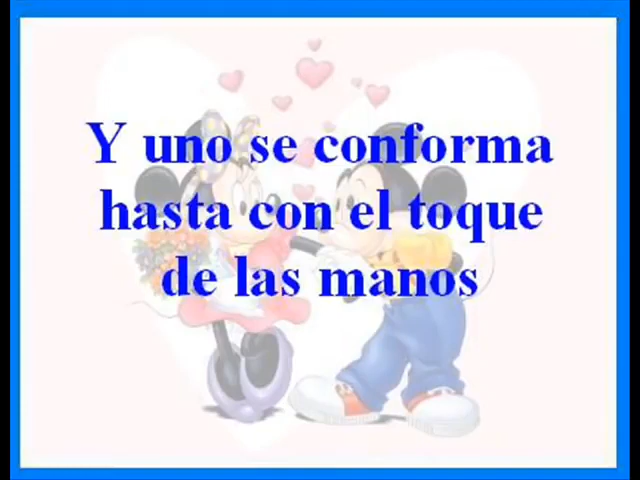 Y uno se conforma
hasta con el toque
de las manos